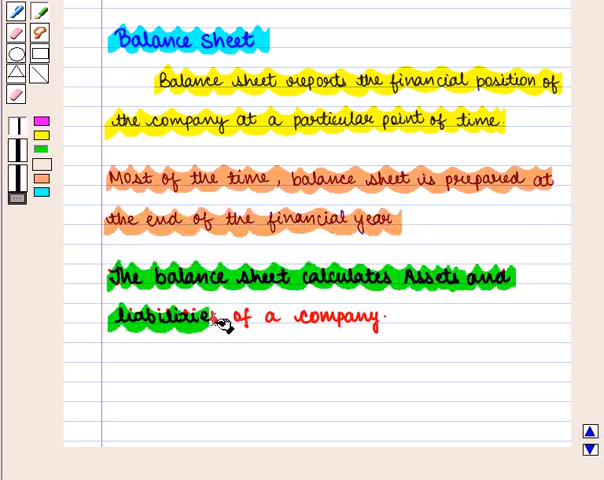 Balance sheet
Balance sheet reports the financial position of
the company at a particular point of time.
Most of the time, balance sheet is prepared at
the end of the financial year.
The balance sheet calculates Assets and
liabilities of a company.